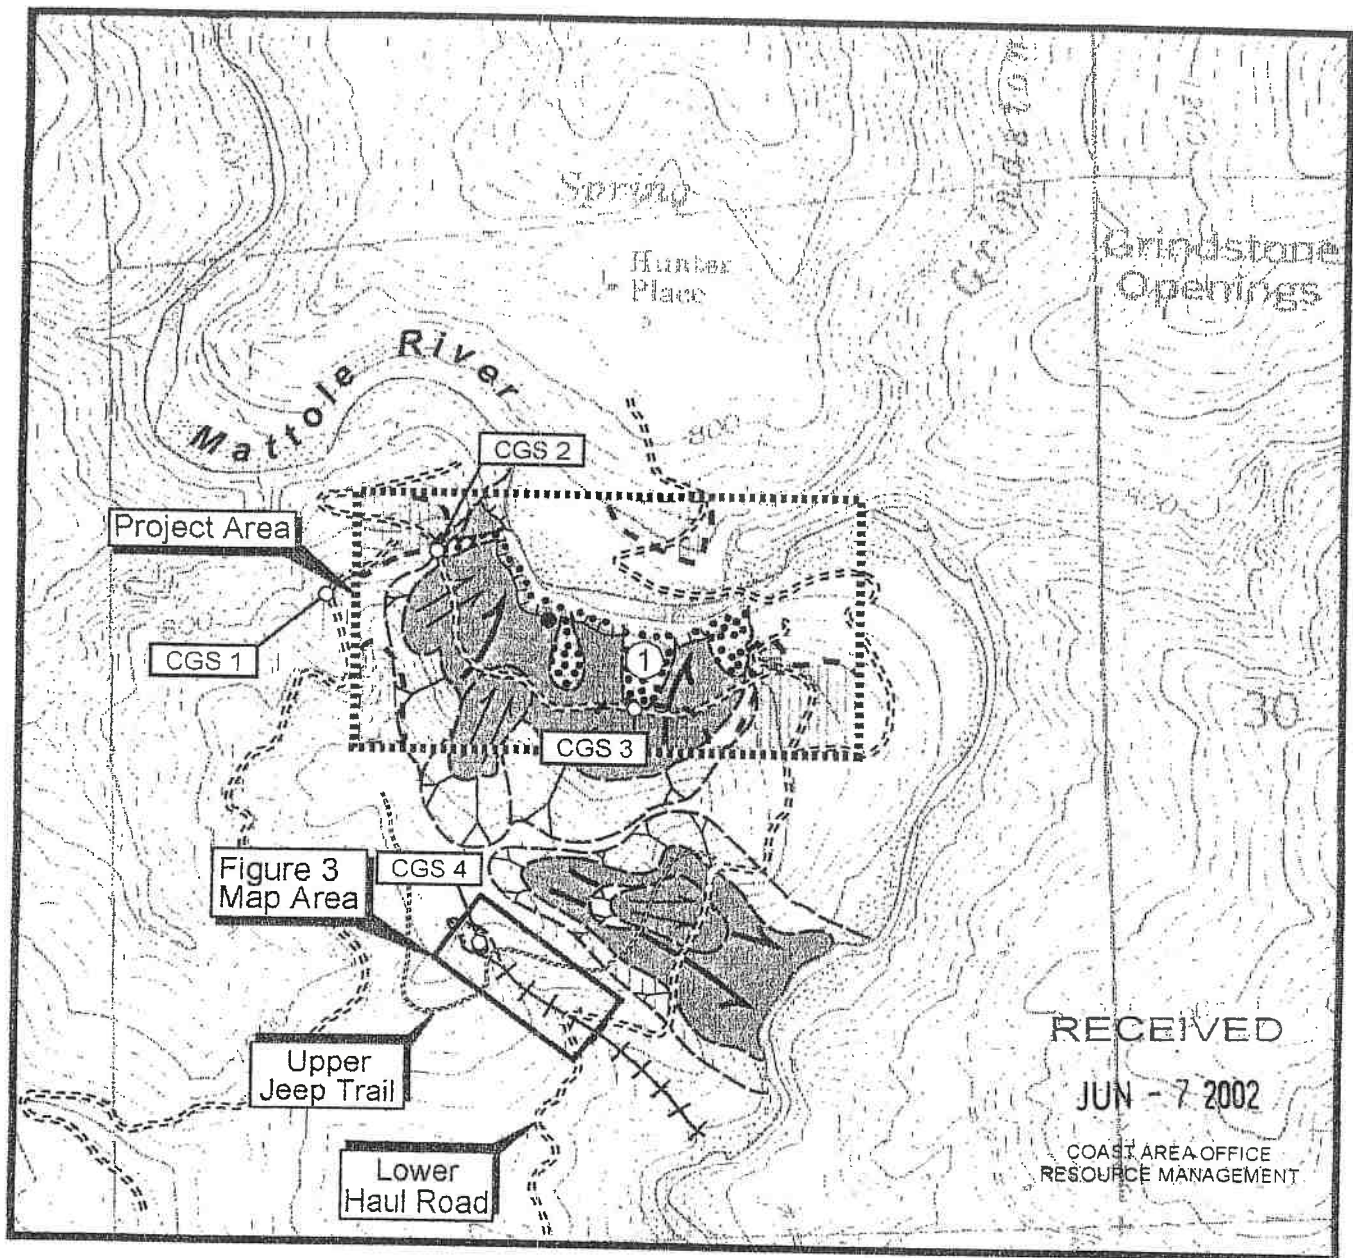 Spring
Hunter
Place
Grindstone
Grindstone
Openings
Mattole River
800
CGS 2
Project Area
CGS 1
1
CGS 3
30
Figure 3
Map Area
CGS 4
Upper
Jeep Trail
Lower
Haul Road
RECEIVED
JUN - 7 2002
COAST AREA OFFICE
RESOURCE MANAGEMENT